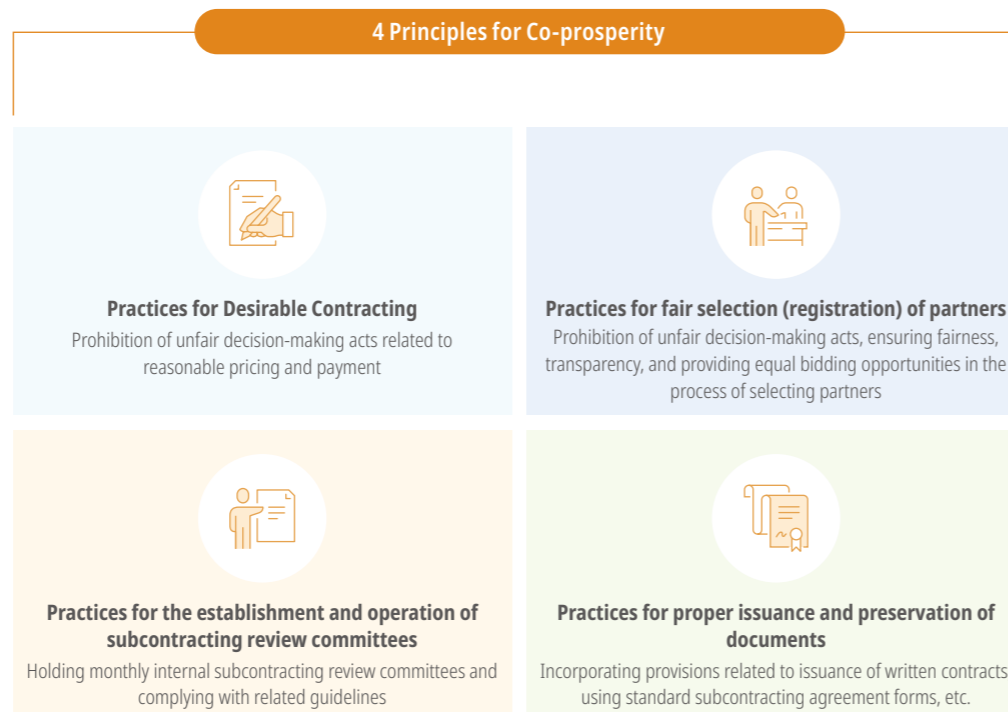 4 Principles for Co-prosperity
Practices for Desirable Contracting
Prohibition of unfair decision-making acts related to
reasonable pricing and payment
Practices for fair selection (registration) of partners
Prohibition of unfair decision-making acts, ensuring fairness,
transparency, and providing equal bidding opportunities in the
process of selecting partners
Practices for the establishment and operation of
subcontracting review committees
Holding monthly internal subcontracting review committees and
complying with related guidelines
Practices for proper issuance and preservation of
documents
Incorporating provisions related to issuance of written contracts
using standard subcontracting agreement forms, etc.